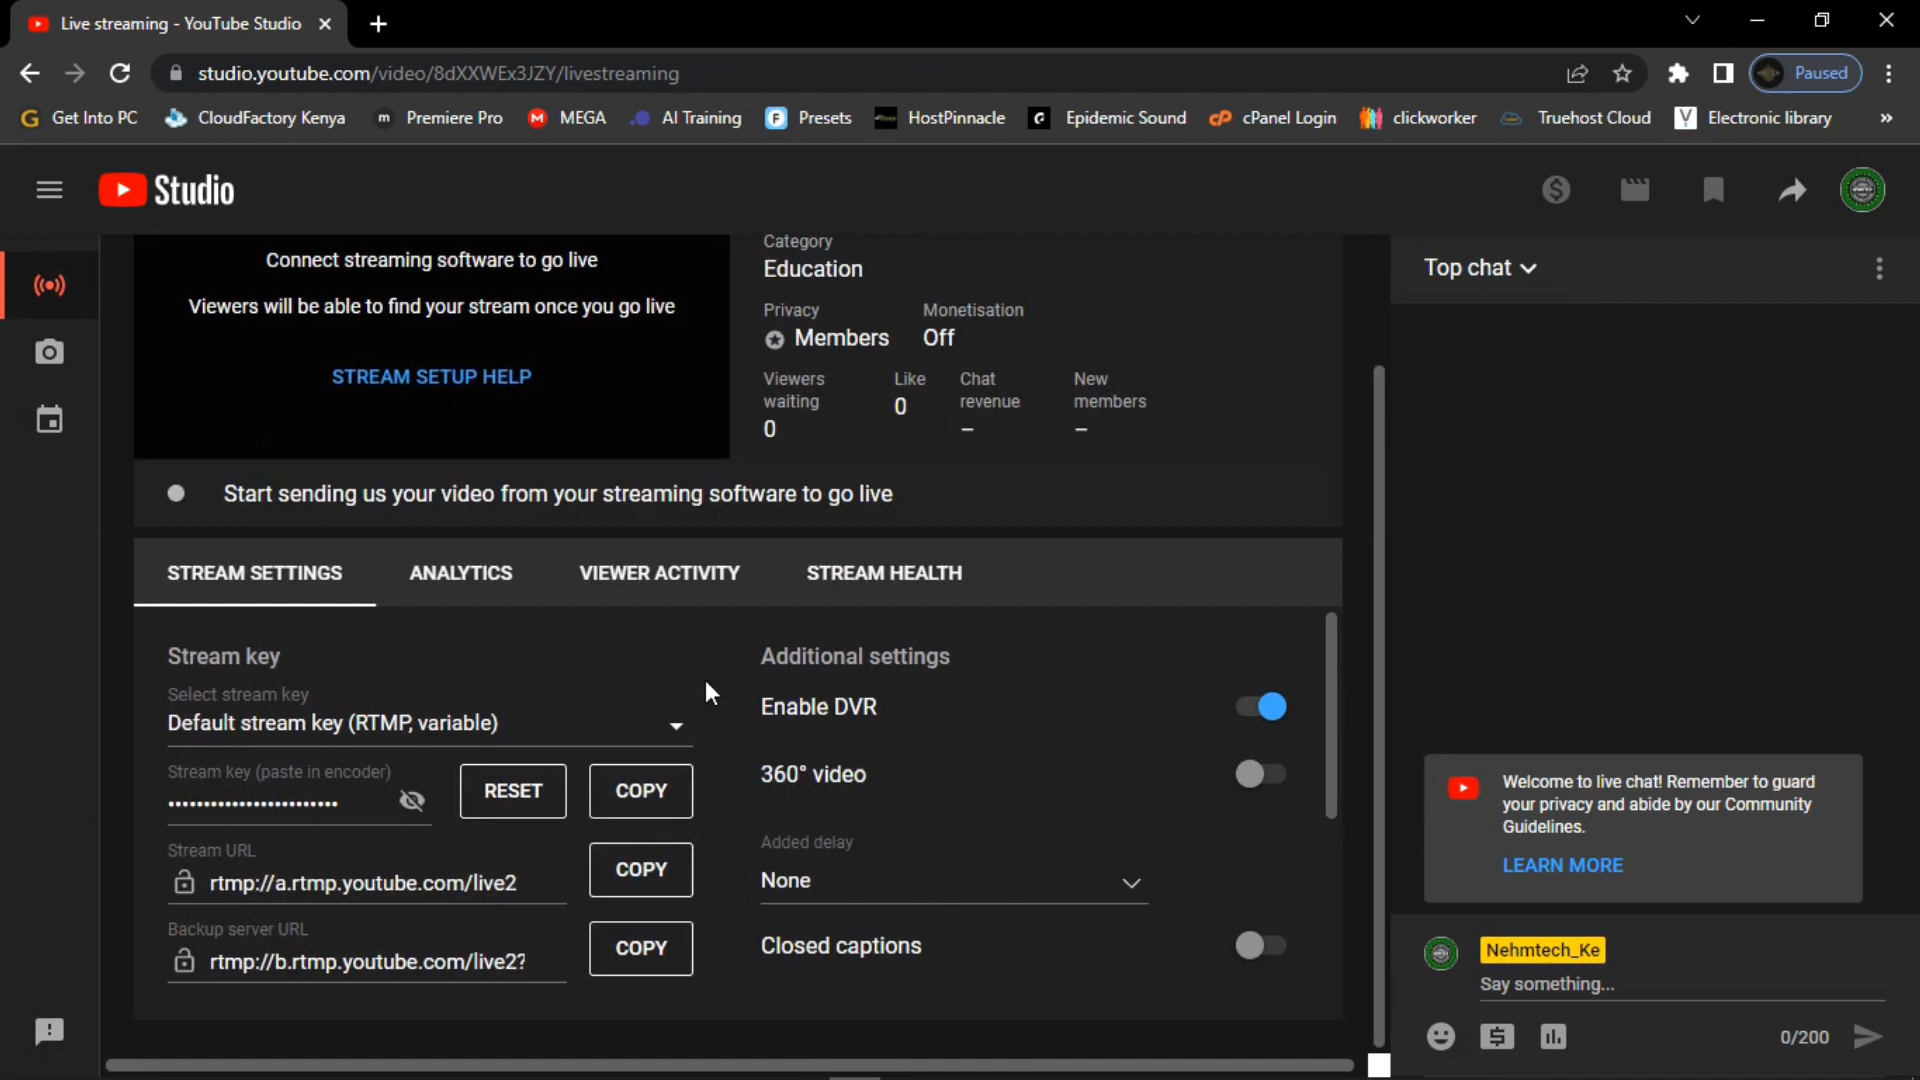 Live streaming - YouTube Studio
studio.youtube.com/video/8dXXWEx3JZY/livestreaming
Paused
Get Into PC
CloudFactory Kenya
m Premiere Pro
M MEGA
AI Training
F Presets
HostPinnacle
Epidemic Sound
cP cPanel Login
clickworker
Truehost Cloud
Y Electronic library
»
Studio
Connect streaming software to go live
Viewers will be able to find your stream once you go live
STREAM SETUP HELP
Category
Education
Privacy
Members
Monetisation
Off
Viewers
waiting
0
Like
0
Chat
revenue
–
New
members
–
Start sending us your video from your streaming software to go live
STREAM SETTINGS
ANALYTICS
VIEWER ACTIVITY
STREAM HEALTH
Stream key
Select stream key
Default stream key (RTMP, variable)
Stream key (paste in encoder)
••••••••••••••••••••••••
RESET
COPY
Stream URL
rtmp://a.rtmp.youtube.com/live2
COPY
Backup server URL
rtmp://b.rtmp.youtube.com/live2?
COPY
Additional settings
Enable DVR
360° video
Added delay
None
Closed captions
Top chat
Welcome to live chat! Remember to guard
your privacy and abide by our Community
Guidelines.
LEARN MORE
Nehmtech_Ke
Say something...
0/200